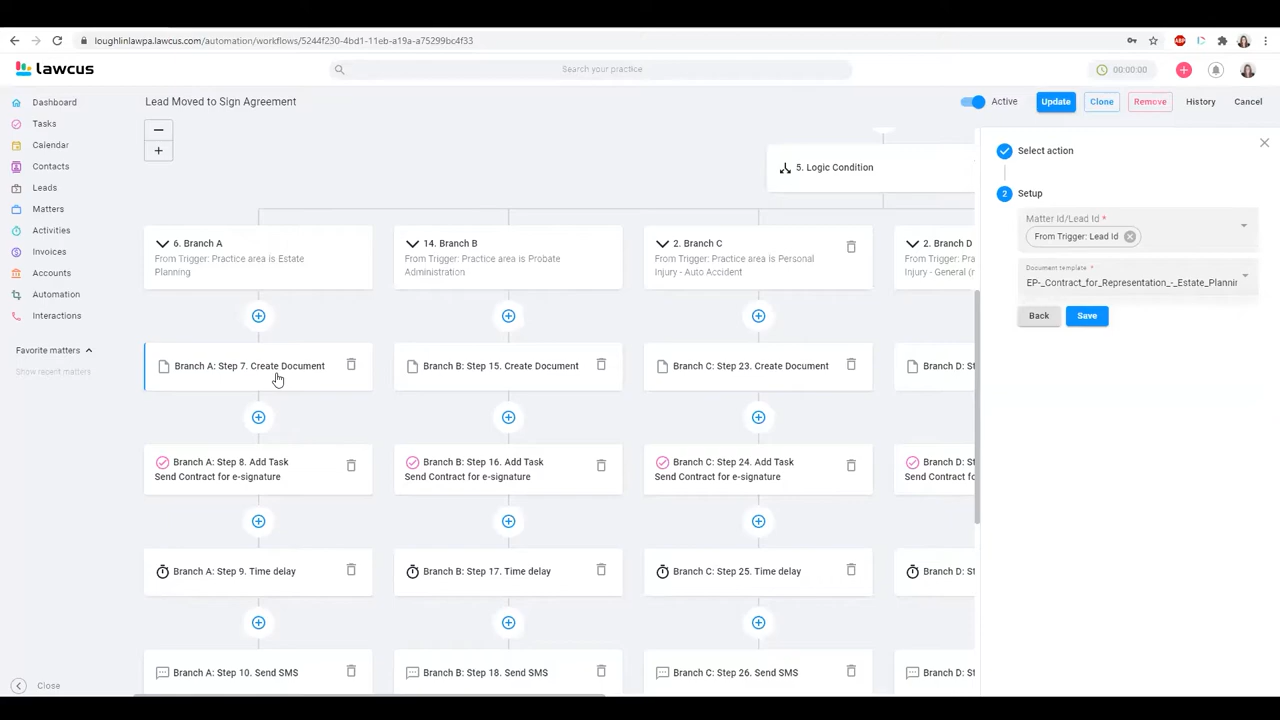 loughlinlawpa.lawcus.com/automation/workflows/5244f230-4bd1-11eb-a19a-a75299bc4f33
ABP
lawcus
Search your practice
00:00:00
Dashboard
Tasks
Calendar
Contacts
Leads
Matters
Activities
Invoices
Accounts
Automation
Interactions
Favorite matters
Show recent matters
Close
Lead Moved to Sign Agreement
Active
Update
Clone
Remove
History
Cancel
5. Logic Condition
6. Branch A
From Trigger: Practice area is Estate
Planning
14. Branch B
From Trigger: Practice area is Probate
Administration
2. Branch C
From Trigger: Practice area is Personal
Injury - Auto Accident
2. Branch D
From Trigger: Pra
Injury - General (n
Branch A: Step 7. Create Document
Branch B: Step 15. Create Document
Branch C: Step 23. Create Document
Branch D: St
Branch A: Step 8. Add Task
Send Contract for e-signature
Branch B: Step 16. Add Task
Send Contract for e-signature
Branch C: Step 24. Add Task
Send Contract for e-signature
Branch D: St
Send Contract fo
Branch A: Step 9. Time delay
Branch B: Step 17. Time delay
Branch C: Step 25. Time delay
Branch D: St
Branch A: Step 10. Send SMS
Branch B: Step 18. Send SMS
Branch C: Step 26. Send SMS
Branch D: St
Select action
2 Setup
Matter Id/Lead Id *
From Trigger: Lead Id
Document template *
EP-_Contract_for_Representation_-_Estate_Plannin
Back
Save